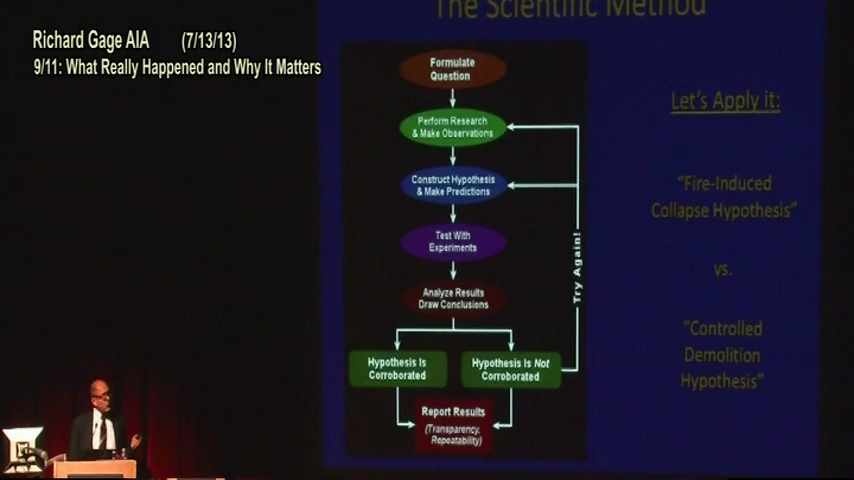 Richard Gage AIA (7/13/13)
9/11: What Really Happened and Why It Matters
The Scientific Method
Formulate
Question
Perform Research
& Make Observations
Construct Hypothesis
& Make Predictions
Test With
Experiments
Analyze Results
Draw Conclusions
Hypothesis Is
Corroborated
Hypothesis Is Not
Corroborated
Try Again!
Report Results
(Transparency,
Repeatability)
Let's Apply it:
“Fire-Induced
Collapse Hypothesis”
vs.
“Controlled
Demolition
Hypothesis”